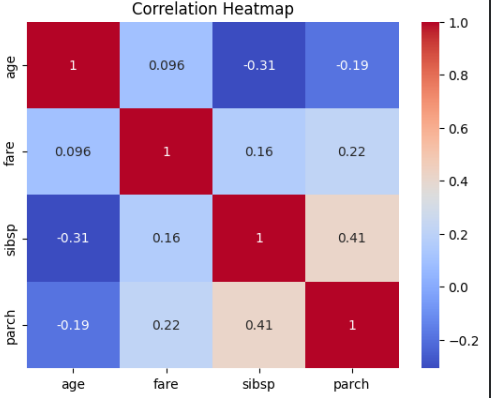 Correlation Heatmap
age 1 0.096 -0.31 -0.19
fare 0.096 1 0.16 0.22
sibsp -0.31 0.16 1 0.41
parch -0.19 0.22 0.41 1
age fare sibsp parch
1.0
0.8
0.6
0.4
0.2
0.0
−0.2